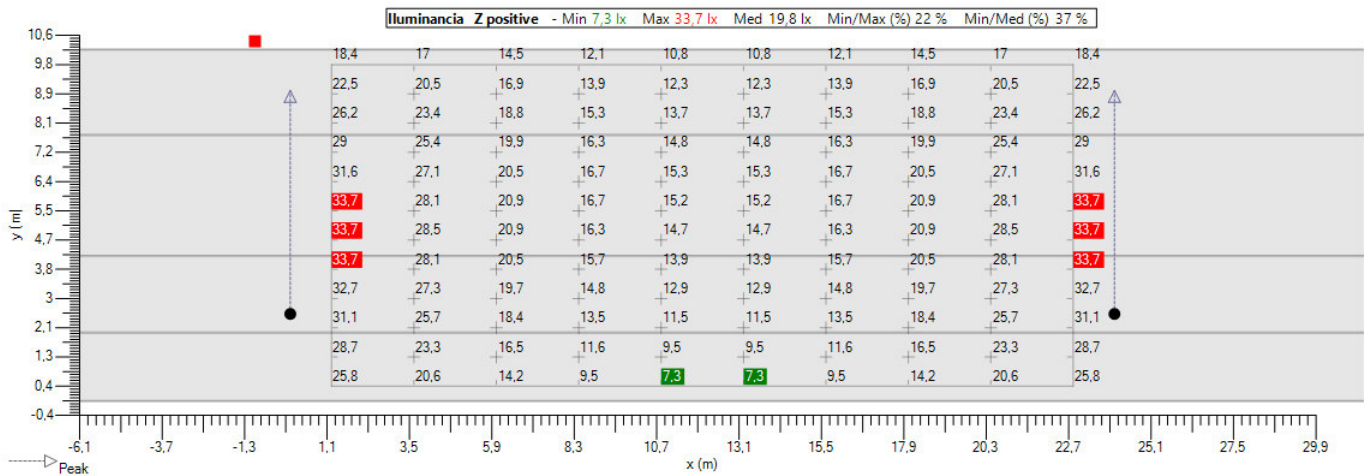 Iluminancia Z positive - Min 7,3 lx Max 33,7 lx Med 19,8 lx Min/Max (%) 22 % Min/Med (%) 37 %
10,6
18,4 17 14,5 12,1 10,8 10,8 12,1 14,5 17 18,4
9,8
22,5 20,5 16,9 13,9 12,3 12,3 13,9 16,9 20,5 22,5
8,9
26,2 23,4 18,8 15,3 13,7 13,7 15,3 18,8 23,4 26,2
8,1
29 25,4 19,9 16,3 14,8 14,8 16,3 19,9 25,4 29
7,2
31,6 27,1 20,5 16,7 15,3 15,3 16,7 20,5 27,1 31,6
6,4
33,7 28,1 20,9 16,7 15,2 15,2 16,7 20,9 28,1 33,7
5,5
33,7 28,5 20,9 16,3 14,7 14,7 16,3 20,9 28,5 33,7
4,7
33,7 28,1 20,5 15,7 13,9 13,9 15,7 20,5 28,1 33,7
3,8
32,7 27,3 19,7 14,8 12,9 12,9 14,8 19,7 27,3 32,7
3
31,1 25,7 18,4 13,5 11,5 11,5 13,5 18,4 25,7 31,1
2,1
28,7 23,3 16,5 11,6 9,5 9,5 11,6 16,5 23,3 28,7
1,3
25,8 20,6 14,2 9,5 7,3 7,3 9,5 14,2 20,6 25,8
0,4
-0,4
y (m)
-6,1 -3,7 -1,3 1,1 3,5 5,9 8,3 10,7 13,1 15,5 17,9 20,3 22,7 25,1 27,5 29,9
x (m)
Peak